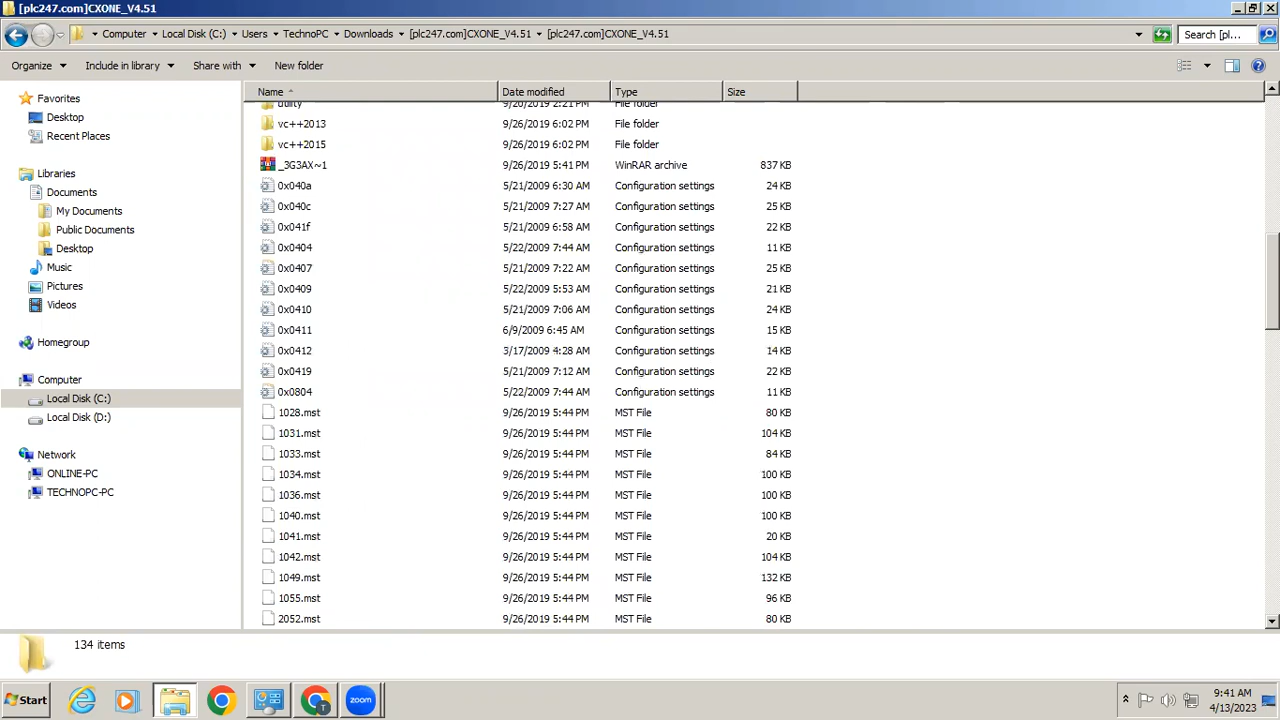 [plc247.com]CXONE_V4.51
Computer Local Disk (C:) Users TechnoPC Downloads [plc247.com]CXONE_V4.51 [plc247.com]CXONE_V4.51 Search [pl...
Organize Include in library Share with New folder
Name Date modified Type Size
Favorites
Desktop
Recent Places
Libraries
Documents
My Documents
Public Documents
Desktop
Music
Pictures
Videos
Homegroup
Computer
Local Disk (C:)
Local Disk (D:)
Network
ONLINE-PC
TECHNOPC-PC
utility 9/26/2019 2:21 PM File folder
vc++2013 9/26/2019 6:02 PM File folder
vc++2015 9/26/2019 6:02 PM File folder
_3G3AX~1 9/26/2019 5:41 PM WinRAR archive 837 KB
0x040a 5/21/2009 6:30 AM Configuration settings 24 KB
0x040c 5/21/2009 7:27 AM Configuration settings 25 KB
0x041f 5/21/2009 6:58 AM Configuration settings 22 KB
0x0404 5/22/2009 7:44 AM Configuration settings 11 KB
0x0407 5/21/2009 7:22 AM Configuration settings 25 KB
0x0409 5/22/2009 5:53 AM Configuration settings 21 KB
0x0410 5/21/2009 7:06 AM Configuration settings 24 KB
0x0411 6/9/2009 6:45 AM Configuration settings 15 KB
0x0412 3/17/2009 4:28 AM Configuration settings 14 KB
0x0419 5/21/2009 7:12 AM Configuration settings 22 KB
0x0804 5/22/2009 7:44 AM Configuration settings 11 KB
1028.mst 9/26/2019 5:44 PM MST File 80 KB
1031.mst 9/26/2019 5:44 PM MST File 104 KB
1033.mst 9/26/2019 5:44 PM MST File 84 KB
1034.mst 9/26/2019 5:44 PM MST File 100 KB
1036.mst 9/26/2019 5:44 PM MST File 100 KB
1040.mst 9/26/2019 5:44 PM MST File 100 KB
1041.mst 9/26/2019 5:44 PM MST File 20 KB
1042.mst 9/26/2019 5:44 PM MST File 104 KB
1049.mst 9/26/2019 5:44 PM MST File 132 KB
1055.mst 9/26/2019 5:44 PM MST File 96 KB
2052.mst 9/26/2019 5:44 PM MST File 80 KB
134 items
Start zoom T 9:41 AM
4/13/2023